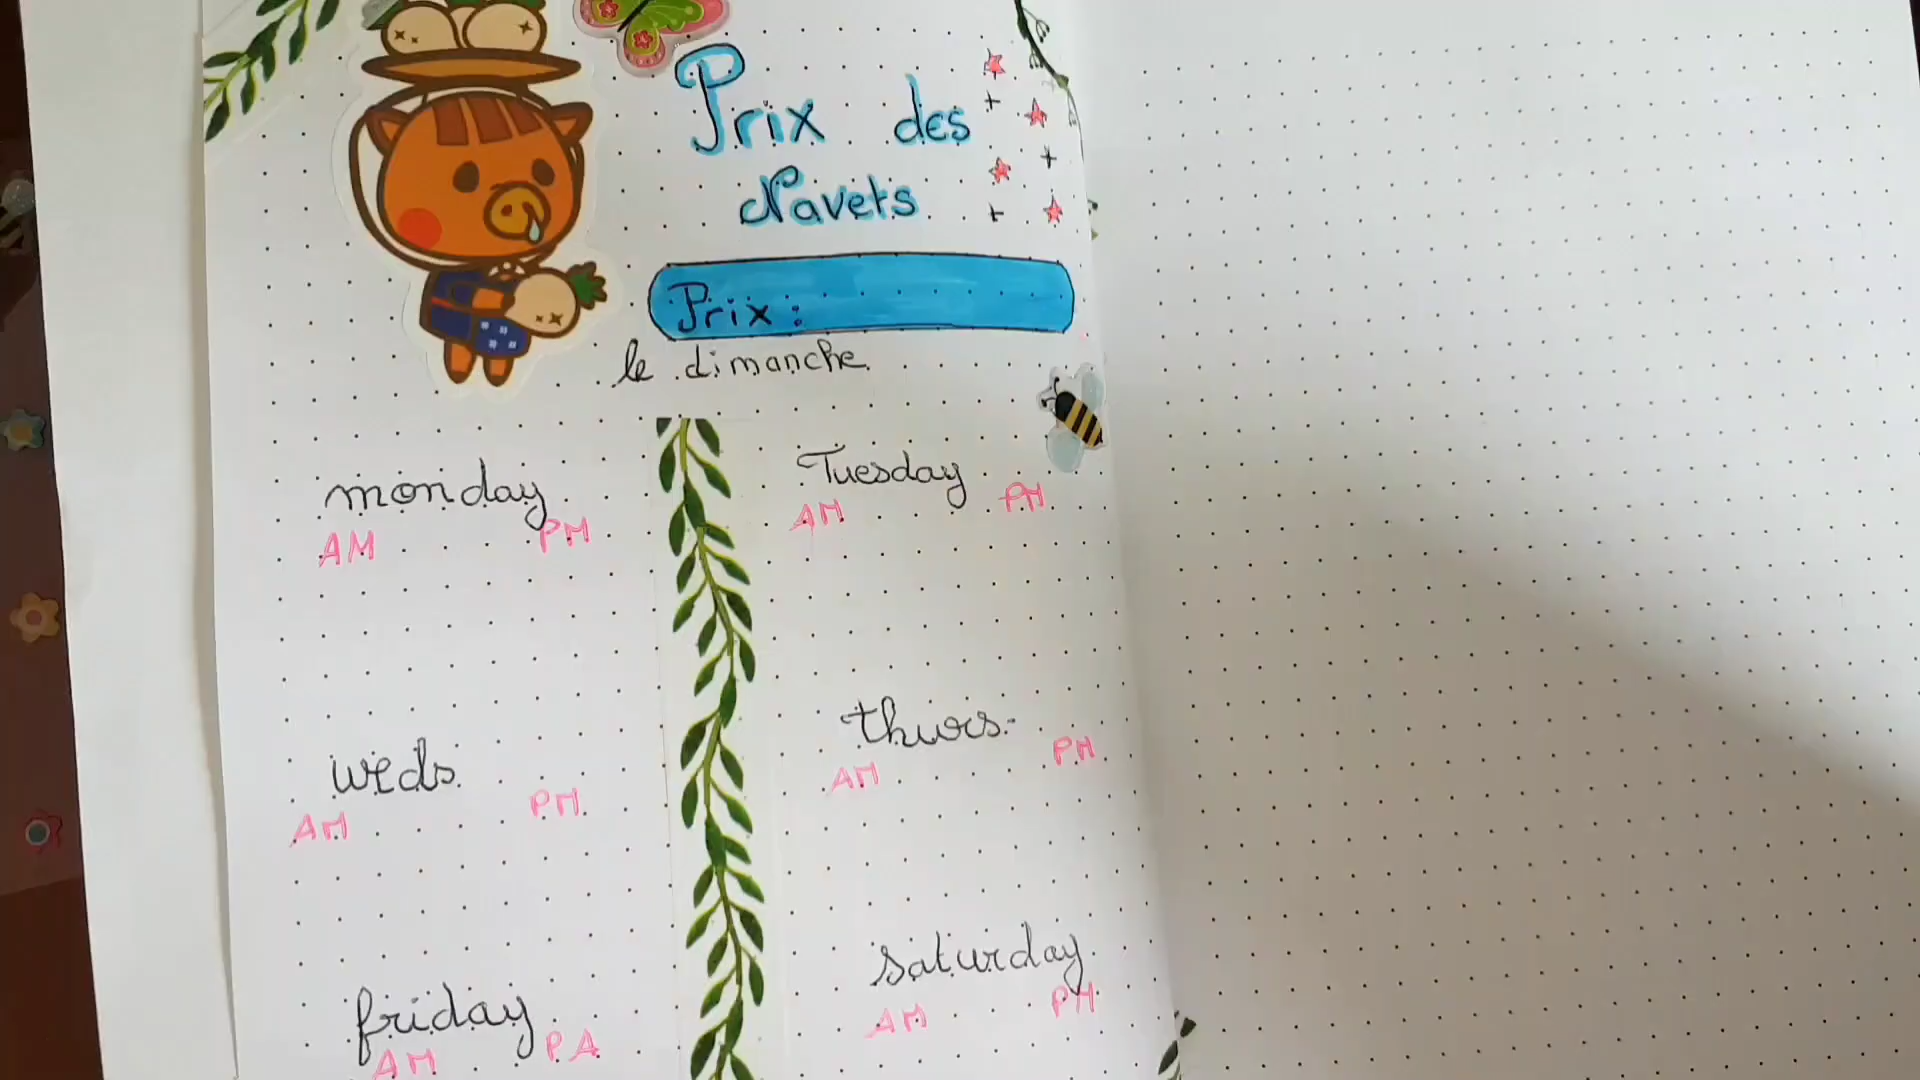 Prix des
Navets
Prix :
le dimanche
monday
AM PM
Tuesday
AM PM
weds
AM PM
thurs.
AM PM
friday
AM PA
saturday
AM PM